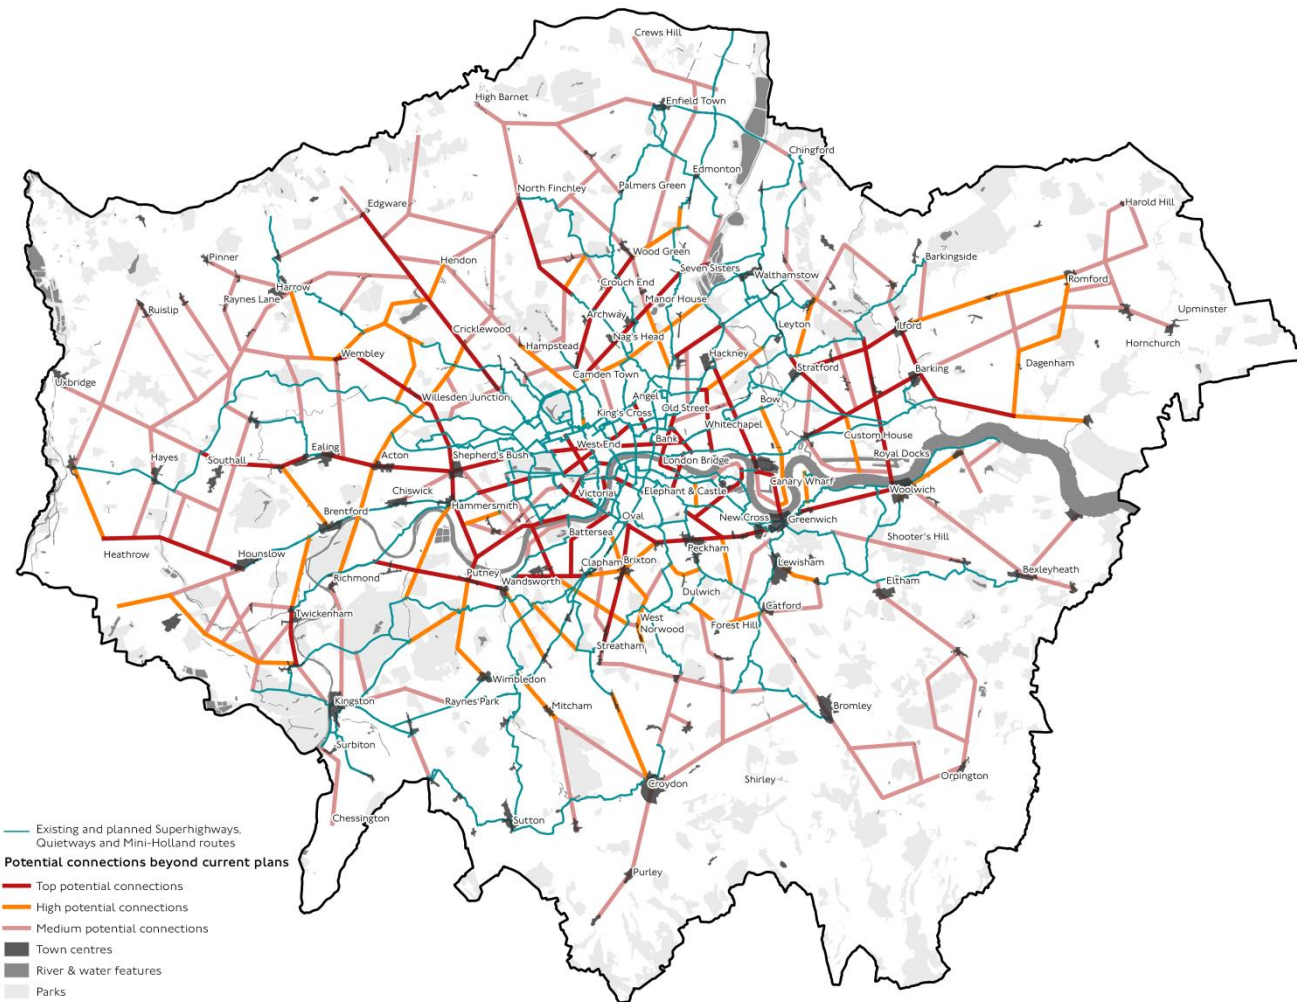 Crews Hill
High Barnet
Enfield Town
Chingford
Edmonton
North Finchley
Palmers Green
Edgware
Harold Hill
Wood Green
Barkingside
Pinner
Hendon
Seven Sisters
Walthamstow
Romford
Harrow
Crouch End
Raynes Lane
Manor House
Ruislip
Archway
Upminster
Cricklewood
Leyton
Ilford
Nag's Head
Hornchurch
Hampstead
Wembley
Hackney
Dagenham
Stratford
Barking
Camden Town
Uxbridge
Willesden Junction
Angel
Bow
King's Cross
Old Street
Whitechapel
Bank
Custom House
West End
Ealing
Shepherd's Bush
Royal Docks
Southall
Hayes
Acton
London Bridge
Canary Wharf
Chiswick
Victoria
Elephant & Castle
Woolwich
Hammersmith
Brentford
Oval
New Cross
Greenwich
Battersea
Shooter's Hill
Peckham
Heathrow
Hounslow
Clapham
Brixton
Lewisham
Bexleyheath
Richmond
Putney
Wandsworth
Eltham
Dulwich
Catford
Twickenham
West
Norwood
Forest Hill
Streatham
Wimbledon
Kingston
Raynes Park
Mitcham
Bromley
Surbiton
Orpington
Croydon
Shirley
Chessington
Sutton
Purley
Existing and planned Superhighways,
Quietways and Mini-Holland routes
Potential connections beyond current plans
Top potential connections
High potential connections
Medium potential connections
Town centres
River & water features
Parks